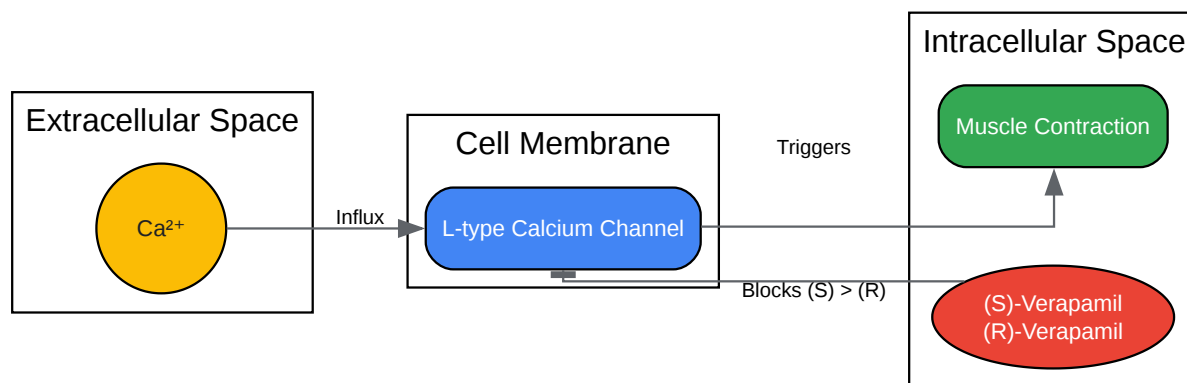 Extracellular Space
Ca²⁺
Influx
Cell Membrane
L-type Calcium Channel
Triggers
Blocks (S) > (R)
Intracellular Space
Muscle Contraction
(S)-Verapamil
(R)-Verapamil